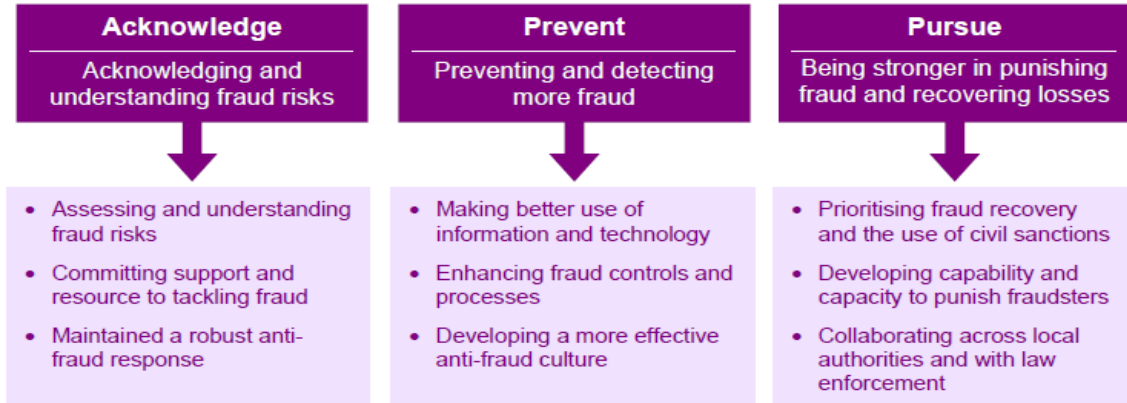 Acknowledge
Acknowledging and
understanding fraud risks
• Assessing and understanding
fraud risks
• Committing support and
resource to tackling fraud
• Maintained a robust anti-
fraud response
Prevent
Preventing and detecting
more fraud
• Making better use of
information and technology
• Enhancing fraud controls and
processes
• Developing a more effective
anti-fraud culture
Pursue
Being stronger in punishing
fraud and recovering losses
• Prioritising fraud recovery
and the use of civil sanctions
• Developing capability and
capacity to punish fraudsters
• Collaborating across local
authorities and with law
enforcement